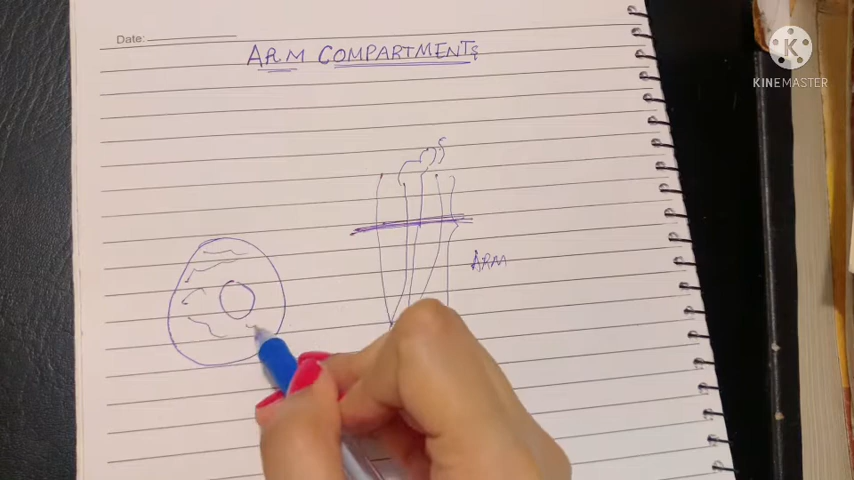 Date:
ARM COMPARTMENTS
K
KINEMASTER
ARM